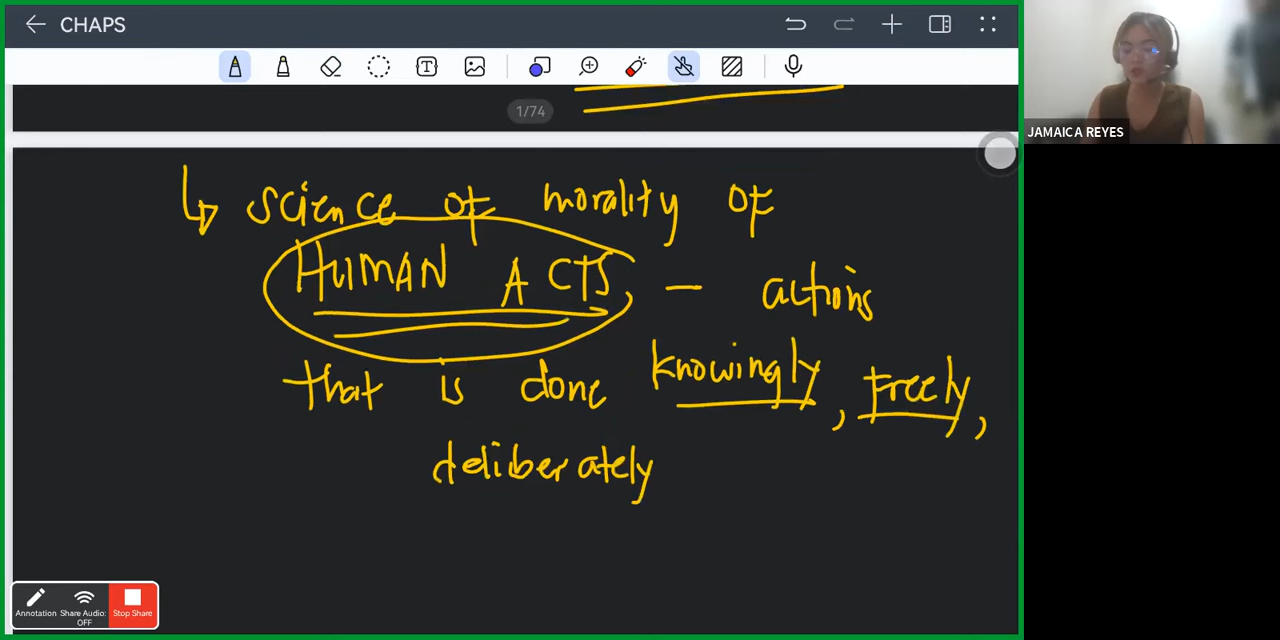 CHAPS
1/74
JAMAICA REYES
↳ science of morality of
HUMAN ACTS, — actions
that is done knowingly, freely,
deliberately
Annotation Share Audio: OFF Stop Share